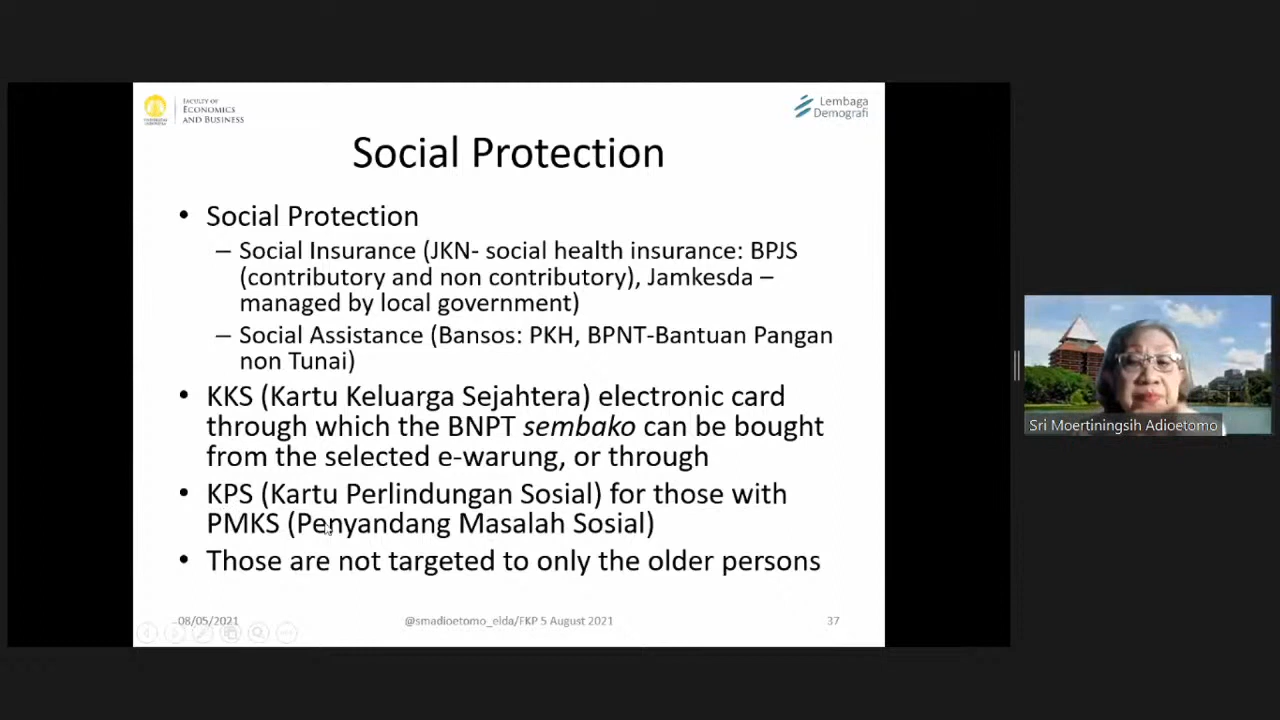 FACULTY OF
ECONOMICS
AND BUSINESS
Lembaga
Demografi
Social Protection
• Social Protection
– Social Insurance (JKN- social health insurance: BPJS
(contributory and non contributory), Jamkesda –
managed by local government)
– Social Assistance (Bansos: PKH, BPNT-Bantuan Pangan
non Tunai)
• KKS (Kartu Keluarga Sejahtera) electronic card
through which the BNPT sembako can be bought
from the selected e-warung, or through
• KPS (Kartu Perlindungan Sosial) for those with
PMKS (Penyandang Masalah Sosial)
• Those are not targeted to only the older persons
08/05/2021
@smadioetomo_elda/FKP 5 August 2021
37
Sri Moertiningsih Adioetomo